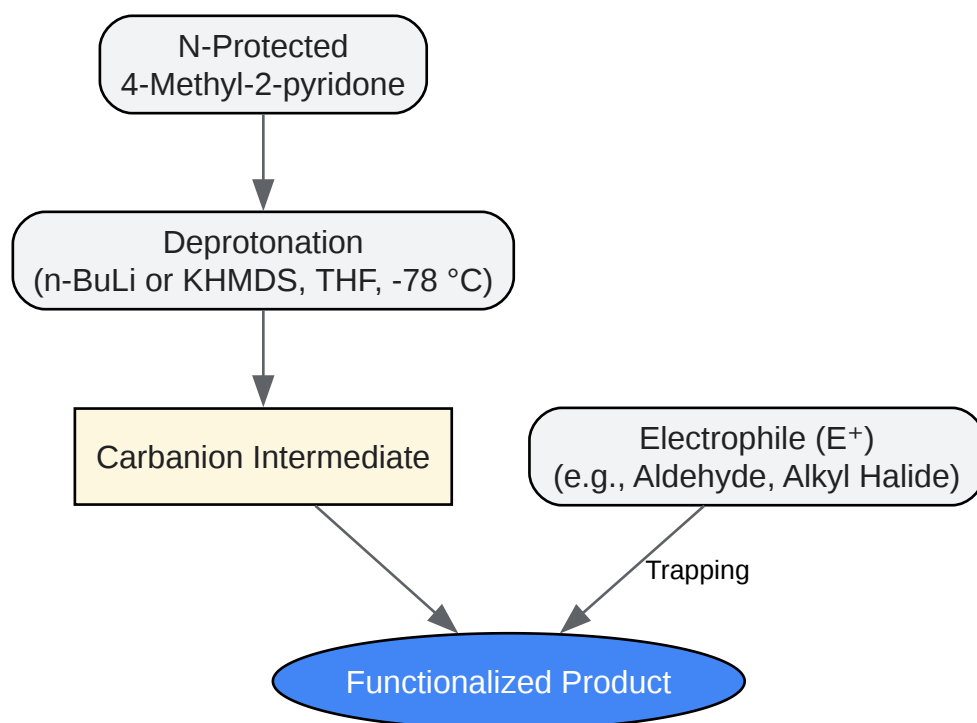 N-Protected
4-Methyl-2-pyridone
Deprotonation
(n-BuLi or KHMDS, THF, -78 °C)
Carbanion Intermediate
Electrophile (E⁺)
(e.g., Aldehyde, Alkyl Halide)
Trapping
Functionalized Product